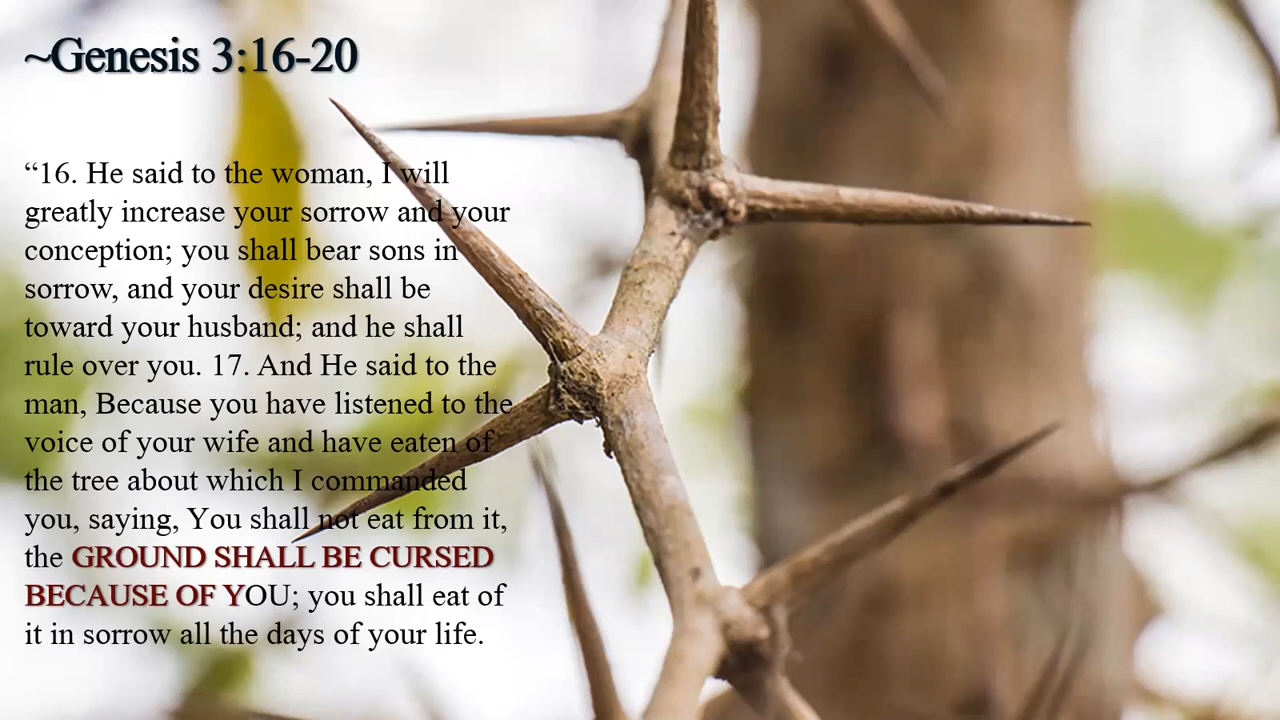 ~Genesis 3:16-20
“16. He said to the woman, I will
greatly increase your sorrow and your
conception; you shall bear sons in
sorrow, and your desire shall be
toward your husband; and he shall
rule over you. 17. And He said to the
man, Because you have listened to the
voice of your wife and have eaten of
the tree about which I commanded
you, saying, You shall not eat from it,
the GROUND SHALL BE CURSED
BECAUSE OF YOU; you shall eat of
it in sorrow all the days of your life.